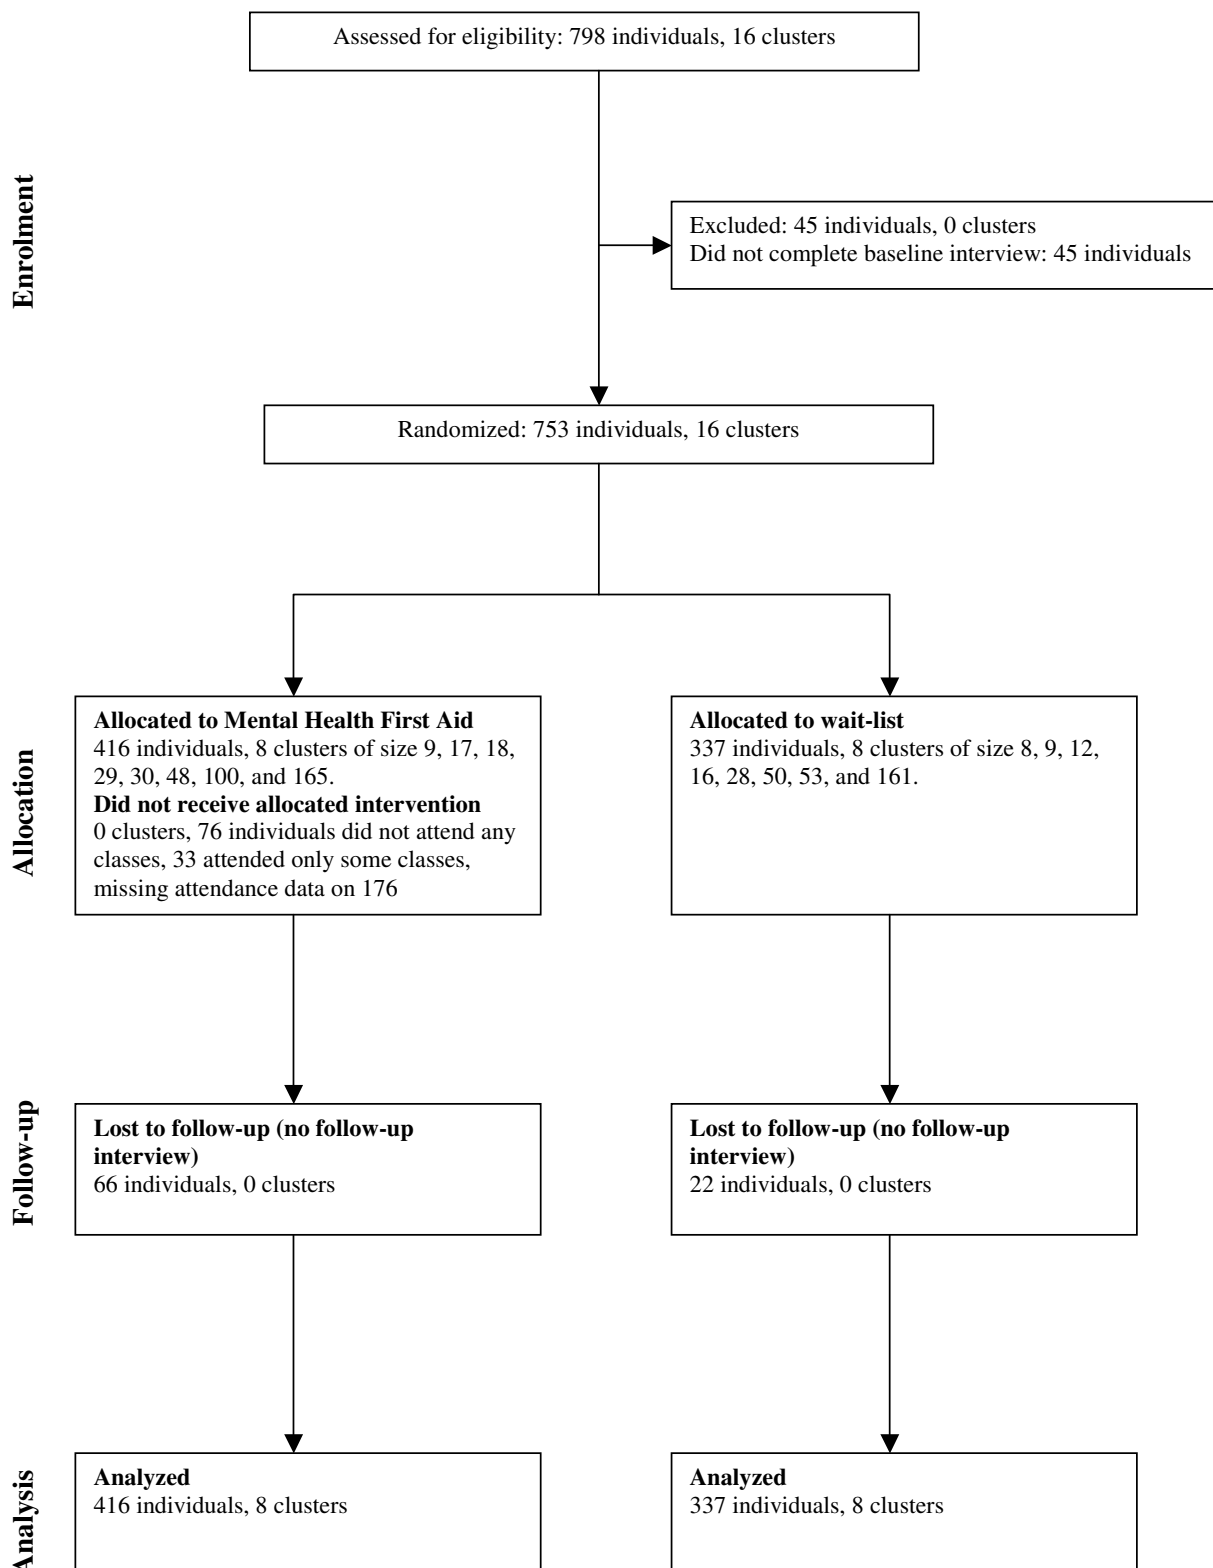 Assessed for eligibility: 798 individuals, 16 clusters
Enrolment
Excluded: 45 individuals, 0 clusters
Did not complete baseline interview: 45 individuals
Randomized: 753 individuals, 16 clusters
Allocation
Allocated to Mental Health First Aid
416 individuals, 8 clusters of size 9, 17, 18,
29, 30, 48, 100, and 165.
Did not receive allocated intervention
0 clusters, 76 individuals did not attend any
classes, 33 attended only some classes,
missing attendance data on 176
Allocated to wait-list
337 individuals, 8 clusters of size 8, 9, 12,
16, 28, 50, 53, and 161.
Follow-up
Lost to follow-up (no follow-up
interview)
66 individuals, 0 clusters
Lost to follow-up (no follow-up
interview)
22 individuals, 0 clusters
Analysis
Analyzed
416 individuals, 8 clusters
Analyzed
337 individuals, 8 clusters